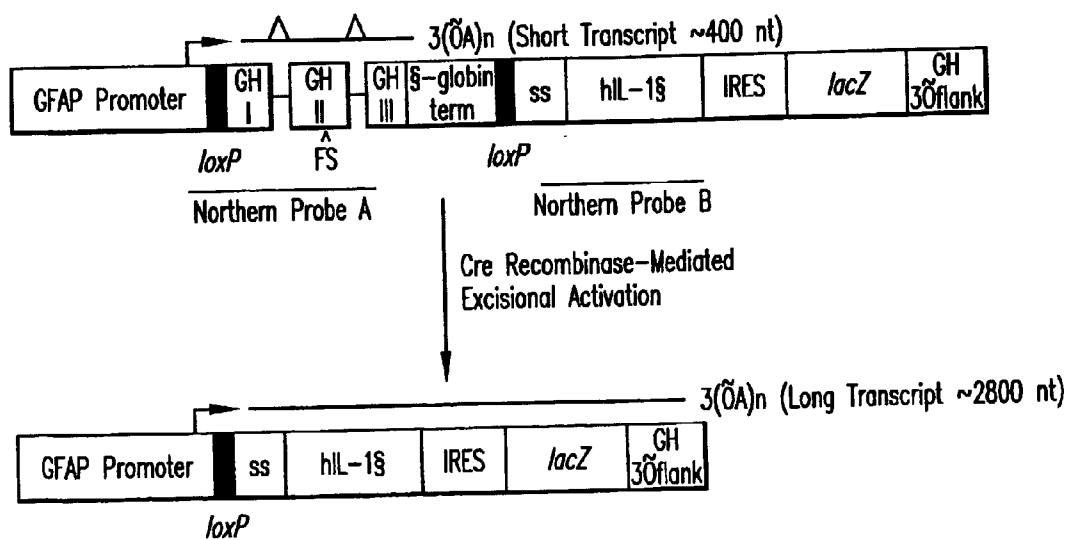 3(ÕA)n (Short Transcript ~400 nt)
GFAP Promoter
GH I
GH II
GH III
§-globin term
ss
hIL-1§
IRES
lacZ
GH 3Õflank
loxP
^
FS
loxP
Northern Probe A
Northern Probe B
Cre Recombinase-Mediated
Excisional Activation
3(ÕA)n (Long Transcript ~2800 nt)
GFAP Promoter
ss
hIL-1§
IRES
lacZ
GH 3Õflank
loxP